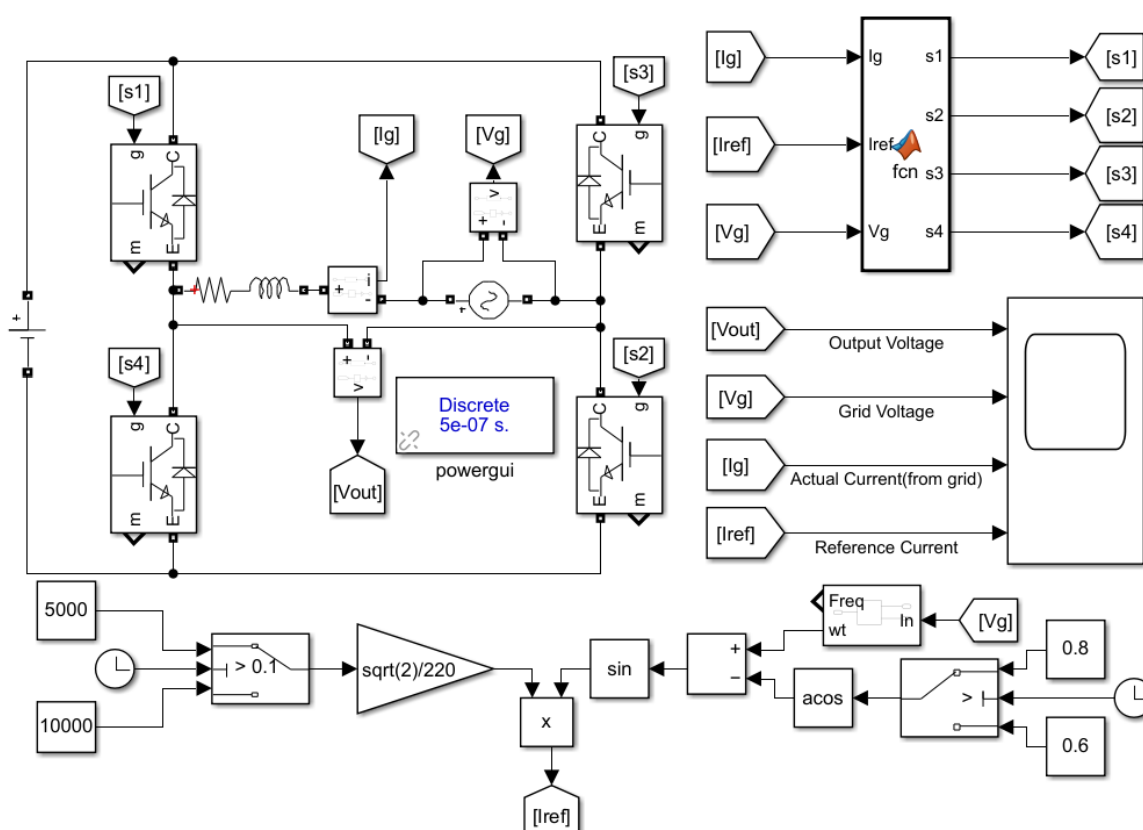 [Ig]
Ig
s1
[s1]
[s3]
[s1]
[Ig]
[Vg]
s2
[s2]
[Iref]
Iref
fcn
s3
[s3]
[Vg]
Vg
s4
[s4]
g
C
E
m
g
C
E
m
v
+
-
+
i
-
+
+
+
-
v
[s4]
[s2]
g
C
E
m
g
C
E
m
Discrete
5e-07 s.
powergui
[Vout]
[Vout]
Output Voltage
[Vg]
Grid Voltage
[Ig]
Actual Current(from grid)
[Iref]
Reference Current
5000
> 0.1
10000
sqrt(2)/220
x
[Iref]
sin
+
−
Freq
wt
In
[Vg]
acos
>
0.8
0.6